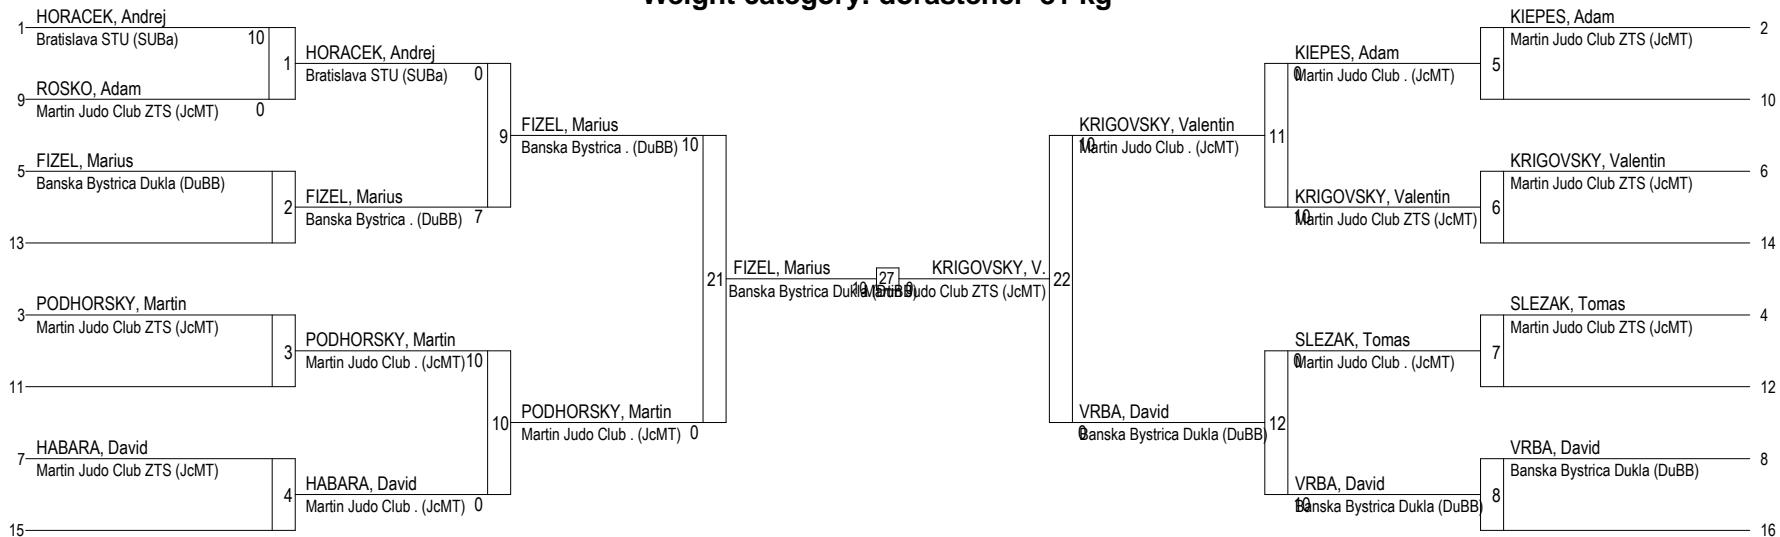 Weight category: dorastenci -81 kg
1 HORACEK, Andrej
Bratislava STU (SUBa) 10
1
9 ROSKO, Adam
Martin Judo Club ZTS (JcMT) 0
HORACEK, Andrej
Bratislava STU (SUBa) 0
5 FIZEL, Marius
Banska Bystrica Dukla (DuBB)
2
13
FIZEL, Marius
Banska Bystrica . (DuBB) 7
9
FIZEL, Marius
Banska Bystrica . (DuBB) 10
3 PODHORSKY, Martin
Martin Judo Club ZTS (JcMT)
3
11
PODHORSKY, Martin
Martin Judo Club . (JcMT) 10
7 HABARA, David
Martin Judo Club ZTS (JcMT)
4
15
HABARA, David
Martin Judo Club . (JcMT) 0
10
PODHORSKY, Martin
Martin Judo Club . (JcMT) 0
21
FIZEL, Marius
Banska Bystrica Dukla (DuBB) 10
27
KRIGOVSKY, V.
Martin Judo Club ZTS (JcMT) 0
22
KRIGOVSKY, Valentin
Martin Judo Club . (JcMT) 10
11
KIEPES, Adam
Martin Judo Club . (JcMT) 0
5
KIEPES, Adam 2
Martin Judo Club ZTS (JcMT)
10
KRIGOVSKY, Valentin
Martin Judo Club ZTS (JcMT) 10
6
KRIGOVSKY, Valentin 6
Martin Judo Club ZTS (JcMT)
14
VRBA, David
Banska Bystrica Dukla (DuBB) 0
12
SLEZAK, Tomas
Martin Judo Club . (JcMT) 0
7
SLEZAK, Tomas 4
Martin Judo Club ZTS (JcMT)
12
VRBA, David
Banska Bystrica Dukla (DuBB) 10
8
VRBA, David 8
Banska Bystrica Dukla (DuBB)
16